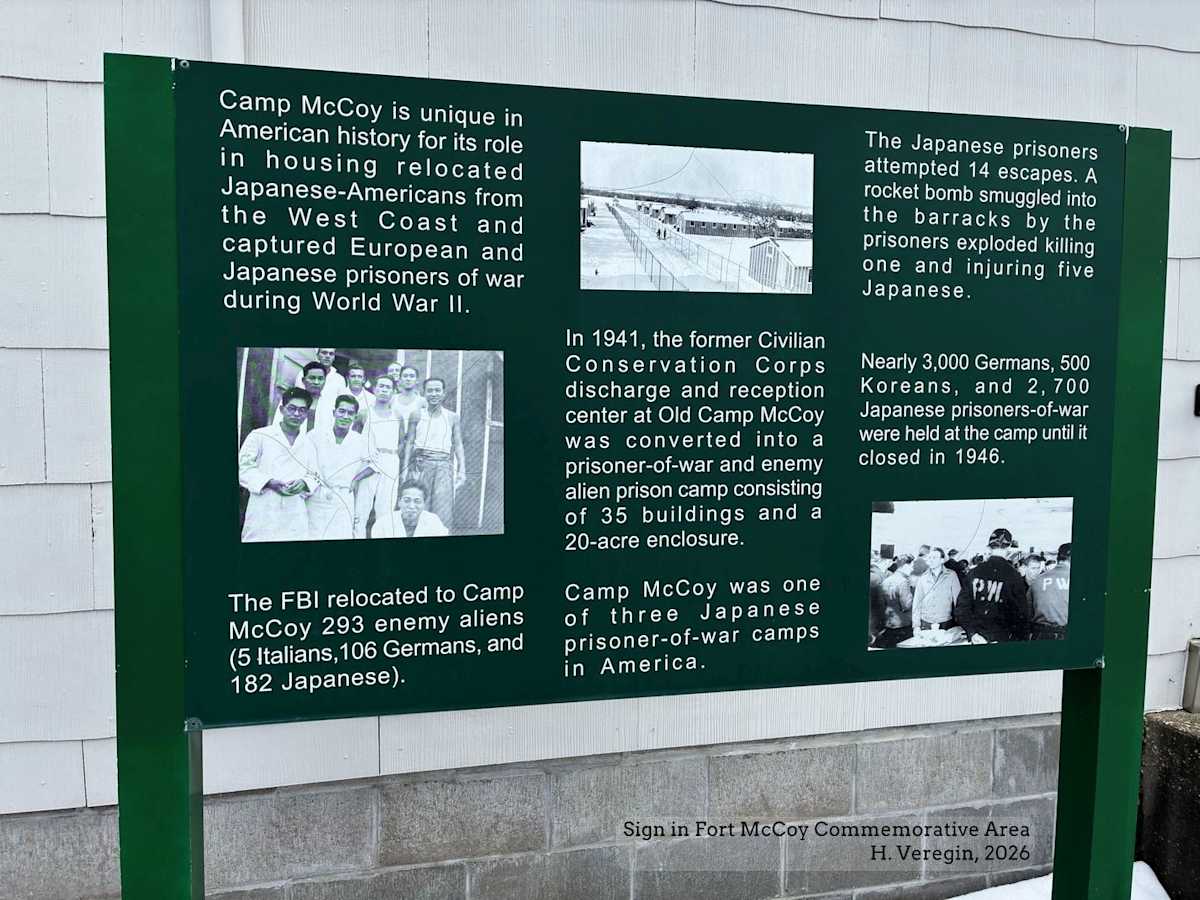 Camp McCoy is unique in
American history for its role
in housing relocated
Japanese-Americans from
the West Coast and
captured European and
Japanese prisoners of war
during World War II.
The FBI relocated to Camp
McCoy 293 enemy aliens
(5 Italians,106 Germans, and
182 Japanese).
In 1941, the former Civilian
Conservation Corps
discharge and reception
center at Old Camp McCoy
was converted into a
prisoner-of-war and enemy
alien prison camp consisting
of 35 buildings and a
20-acre enclosure.
Camp McCoy was one
of three Japanese
prisoner-of-war camps
in America.
The Japanese prisoners
attempted 14 escapes. A
rocket bomb smuggled into
the barracks by the
prisoners exploded killing
one and injuring five
Japanese.
Nearly 3,000 Germans, 500
Koreans, and 2,700
Japanese prisoners-of-war
were held at the camp until it
closed in 1946.
P.W.
P W
Sign in Fort McCoy Commemorative Area
H. Veregin, 2026